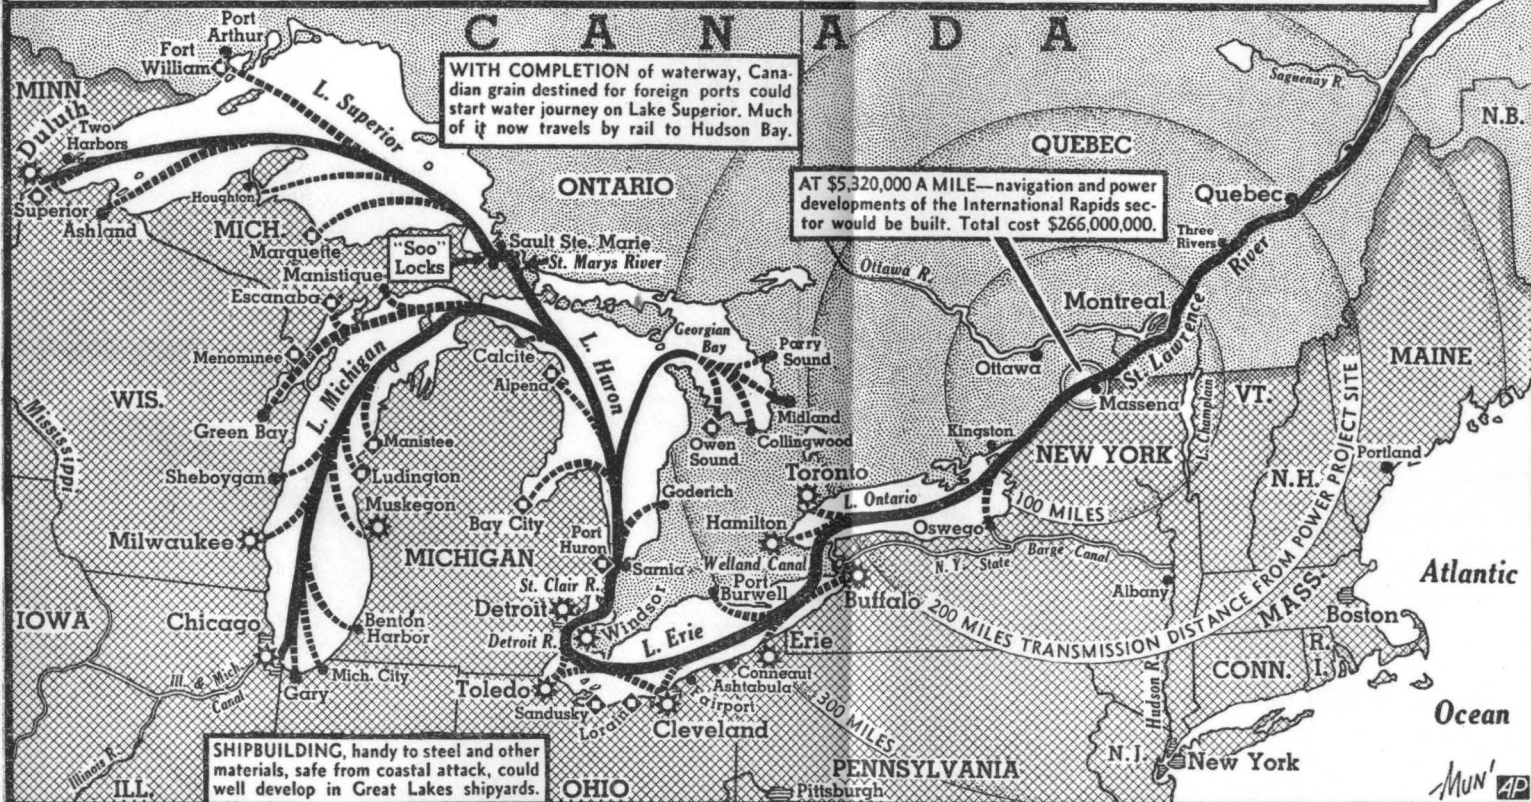 CANADA
Port
Arthur
Fort
William
MINN.
Duluth
Two
Harbors
L. Superior
WITH COMPLETION of waterway, Cana-
dian grain destined for foreign ports could
start water journey on Lake Superior. Much
of it now travels by rail to Hudson Bay.
Saguenay R.
N.B.
QUEBEC
ONTARIO
AT $5,320,000 A MILE—navigation and power
developments of the International Rapids sec-
tor would be built. Total cost $266,000,000.
Quebec
Three
Rivers
River
Superior
Ashland
Houghton
MICH.
Marquette
"Soo"
Locks
Sault Ste. Marie
St. Marys River
Manistique
Escanaba
Ottawa R.
Montreal
St. Lawrence
Menominee
L. Michigan
Calcite
Alpena
L. Huron
Georgian
Bay
Parry
Sound
Ottawa
Massena
L. Champlain
VT.
MAINE
WIS.
Mississippi
Green Bay
Manistee
Midland
Collingwood
Owen
Sound
Kingston
NEW YORK
Portland
N.H.
Sheboygan
Ludington
Muskegon
Toronto
L. Ontario
Goderich
Bay City
Hamilton
Oswego
100 MILES
Milwaukee
MICHIGAN
Port
Huron
Sarnia
Welland Canal
N.Y. State
Barge Canal
Albany
St. Clair R.
Port
Burwell
Buffalo
200 MILES TRANSMISSION DISTANCE FROM POWER PROJECT SITE
MASS.
Boston
Atlantic
Ocean
IOWA
Chicago
Benton
Harbor
Detroit
Detroit R.
Windsor
L. Erie
Erie
Conneaut
Ashtabula
Fairport
CONN.
R.
I.
Ill. & Mich.
Canal
Gary
Mich. City
Toledo
Sandusky
Lorain
Cleveland
300 MILES
Hudson R.
N.J.
New York
Illinois R.
ILL.
SHIPBUILDING, handy to steel and other
materials, safe from coastal attack, could
well develop in Great Lakes shipyards.
OHIO
PENNSYLVANIA
Pittsburgh
MUN'
AP